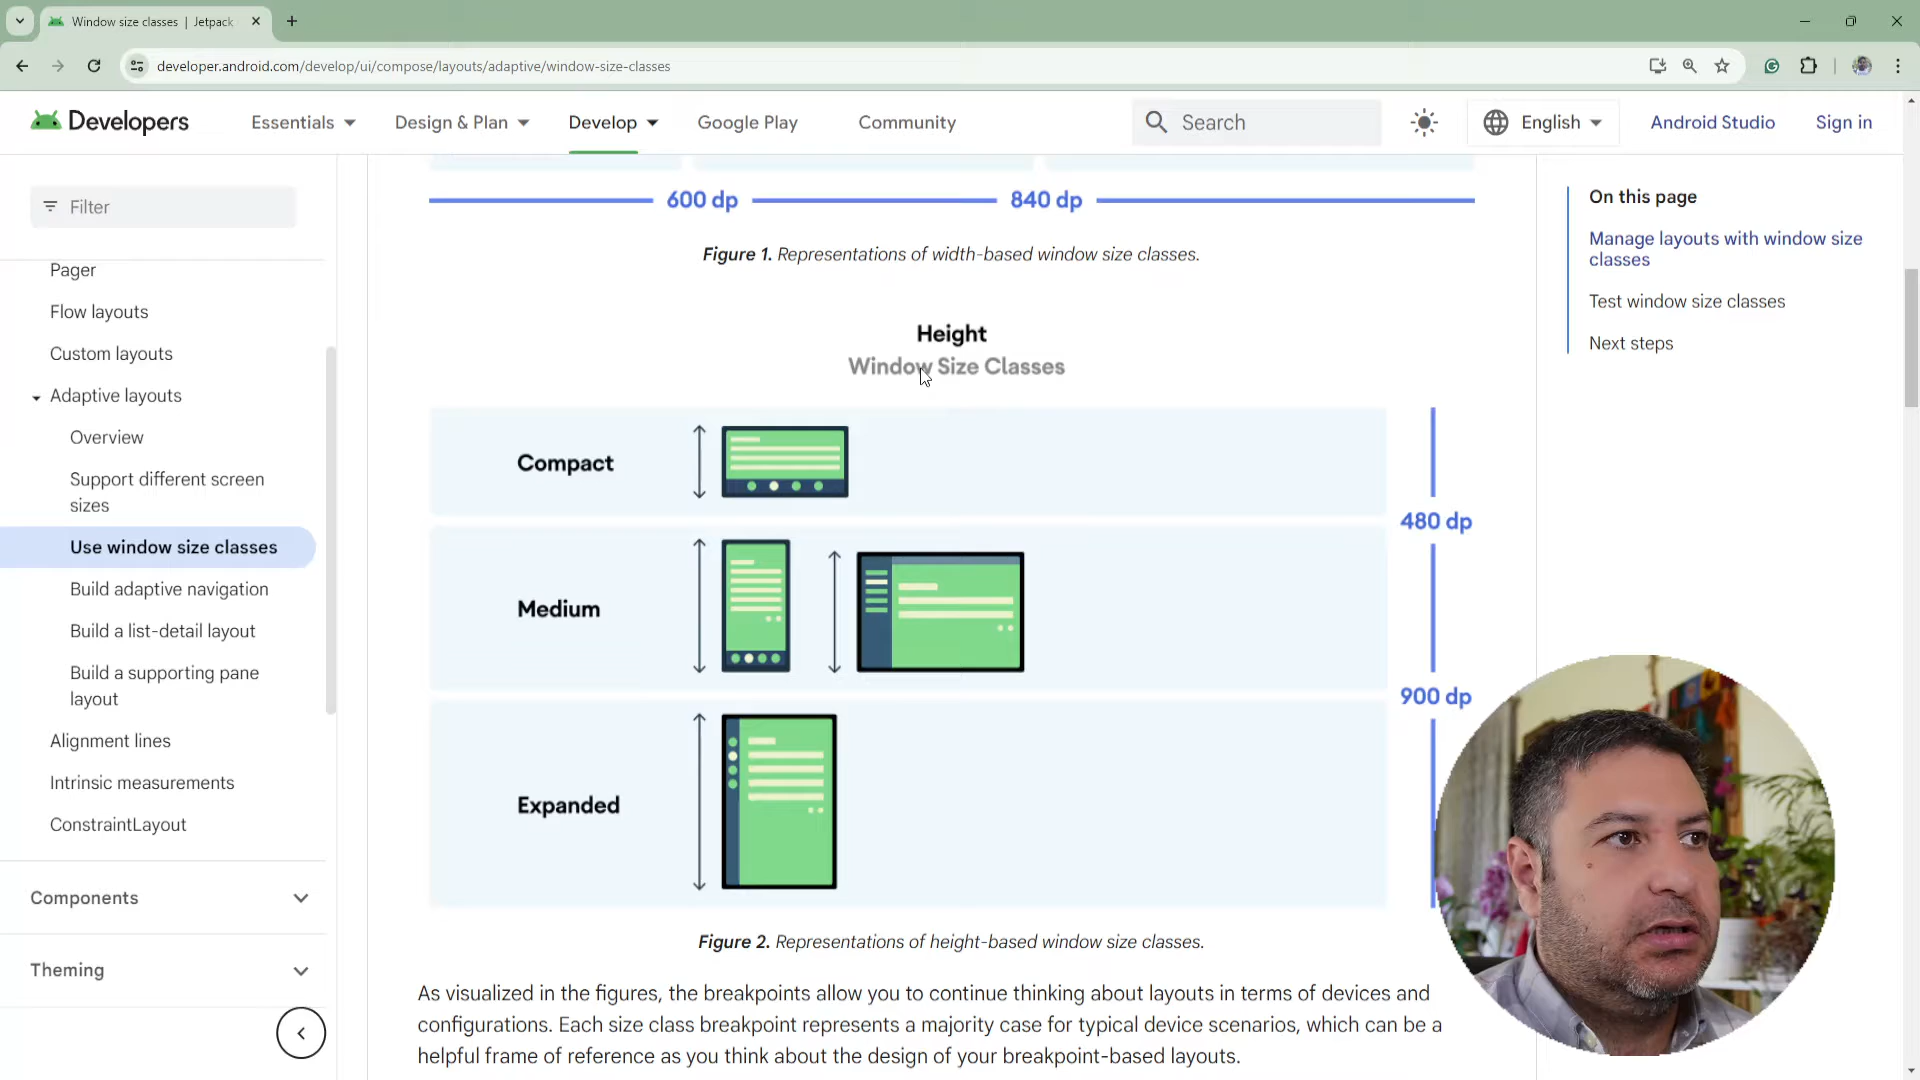 Window size classes | Jetpack
developer.android.com/develop/ui/compose/layouts/adaptive/window-size-classes
Developers
Essentials
Design & Plan
Develop
Google Play
Community
Search
English
Android Studio
Sign in
Filter
Pager
Flow layouts
Custom layouts
Adaptive layouts
Overview
Support different screen
sizes
Use window size classes
Build adaptive navigation
Build a list-detail layout
Build a supporting pane
layout
Alignment lines
Intrinsic measurements
ConstraintLayout
Components
Theming
600 dp
840 dp
Figure 1. Representations of width-based window size classes.
Height
Window Size Classes
Compact
480 dp
Medium
900 dp
Expanded
Figure 2. Representations of height-based window size classes.
As visualized in the figures, the breakpoints allow you to continue thinking about layouts in terms of devices and
configurations. Each size class breakpoint represents a majority case for typical device scenarios, which can be a
helpful frame of reference as you think about the design of your breakpoint-based layouts.
On this page
Manage layouts with window size
classes
Test window size classes
Next steps